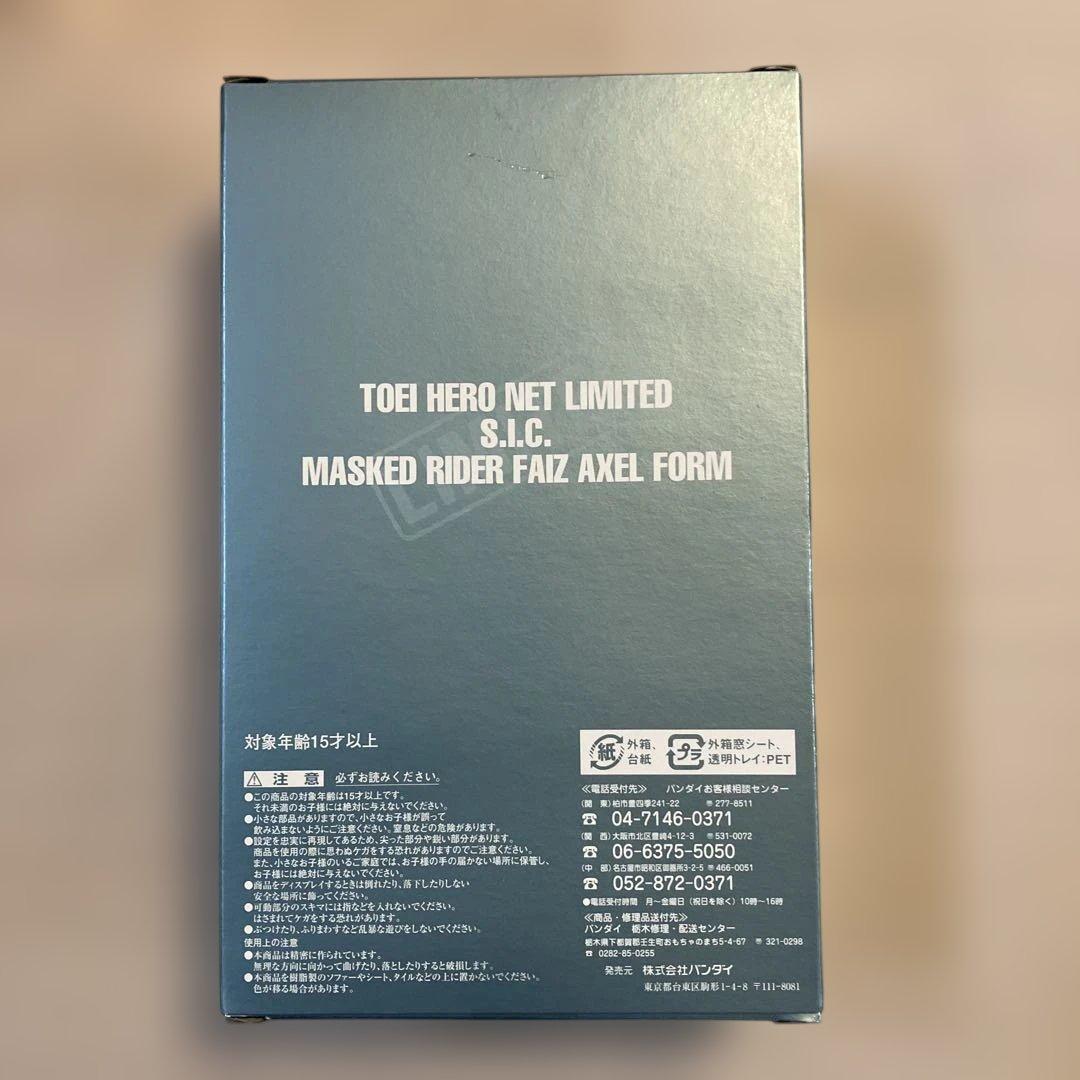 TOEI HERO NET LIMITED
S.I.C.
MASKED RIDER FAIZ AXEL FORM
対象年齢15才以上
注意 必ずお読みください。
●この商品の対象年齢は15才以上です。
それ未満のお子様には絶対に与えないでください。
●小さな部品がありますので、小さなお子様が誤って
飲み込まないようにご注意ください。窒息などの危険があります。
●設定を忠実に再現してあるため、尖った部分や鋭い部分があります。
商品を使用の際に思わぬケガをする恐れがありますのでご注意ください。
また、小さなお子様のいるご家庭では、お子様の手の届かない場所に保管し、
お子様には絶対に与えないでください。
●商品をディスプレイするときは倒れたり、落下したりしない
安全な場所に飾ってください。
●可動部分のスキマには指などを入れないでください。
はさまれてケガをする恐れがあります。
●ぶつけたり、ふりまわすなど乱暴な遊びをしないでください。
使用上の注意
●本商品は精密に作られています。
無理な方向に向かって曲げたり、落としたりすると破損します。
●本商品を樹脂製のソファーやシート、タイルなどの上に置かないでください。
色が移る場合があります。
紙 外箱、台紙
プラ 外箱窓シート、透明トレイ:PET
≪電話受付先≫ バンダイお客様相談センター
(関 東)柏市豊四季241-22 〒277-8511
☎ 04-7146-0371
(関 西)大阪市北区豊崎4-12-3 〒531-0072
☎ 06-6375-5050
(中 部)名古屋市昭和区御器所3-2-5 〒466-0051
☎ 052-872-0371
●電話受付時間 月〜金曜日(祝日を除く)10時〜16時
≪商品・修理品送付先≫
バンダイ 栃木修理・配送センター
栃木県下都賀郡壬生町おもちゃのまち5-4-67 〒321-0298
☎ 0282-85-0255
発売元 株式会社バンダイ
東京都台東区駒形1-4-8 〒111-8081